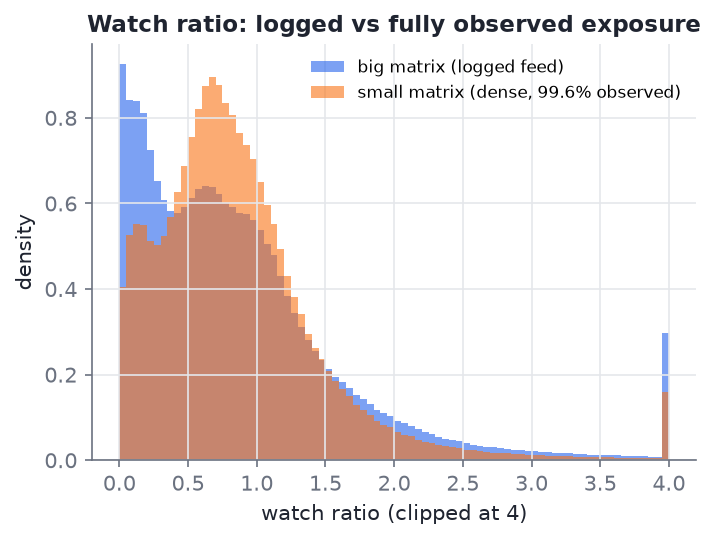 Watch ratio: logged vs fully observed exposure
big matrix (logged feed)
small matrix (dense, 99.6% observed)
density
0.8
0.6
0.4
0.2
0.0
0.0 0.5 1.0 1.5 2.0 2.5 3.0 3.5 4.0
watch ratio (clipped at 4)